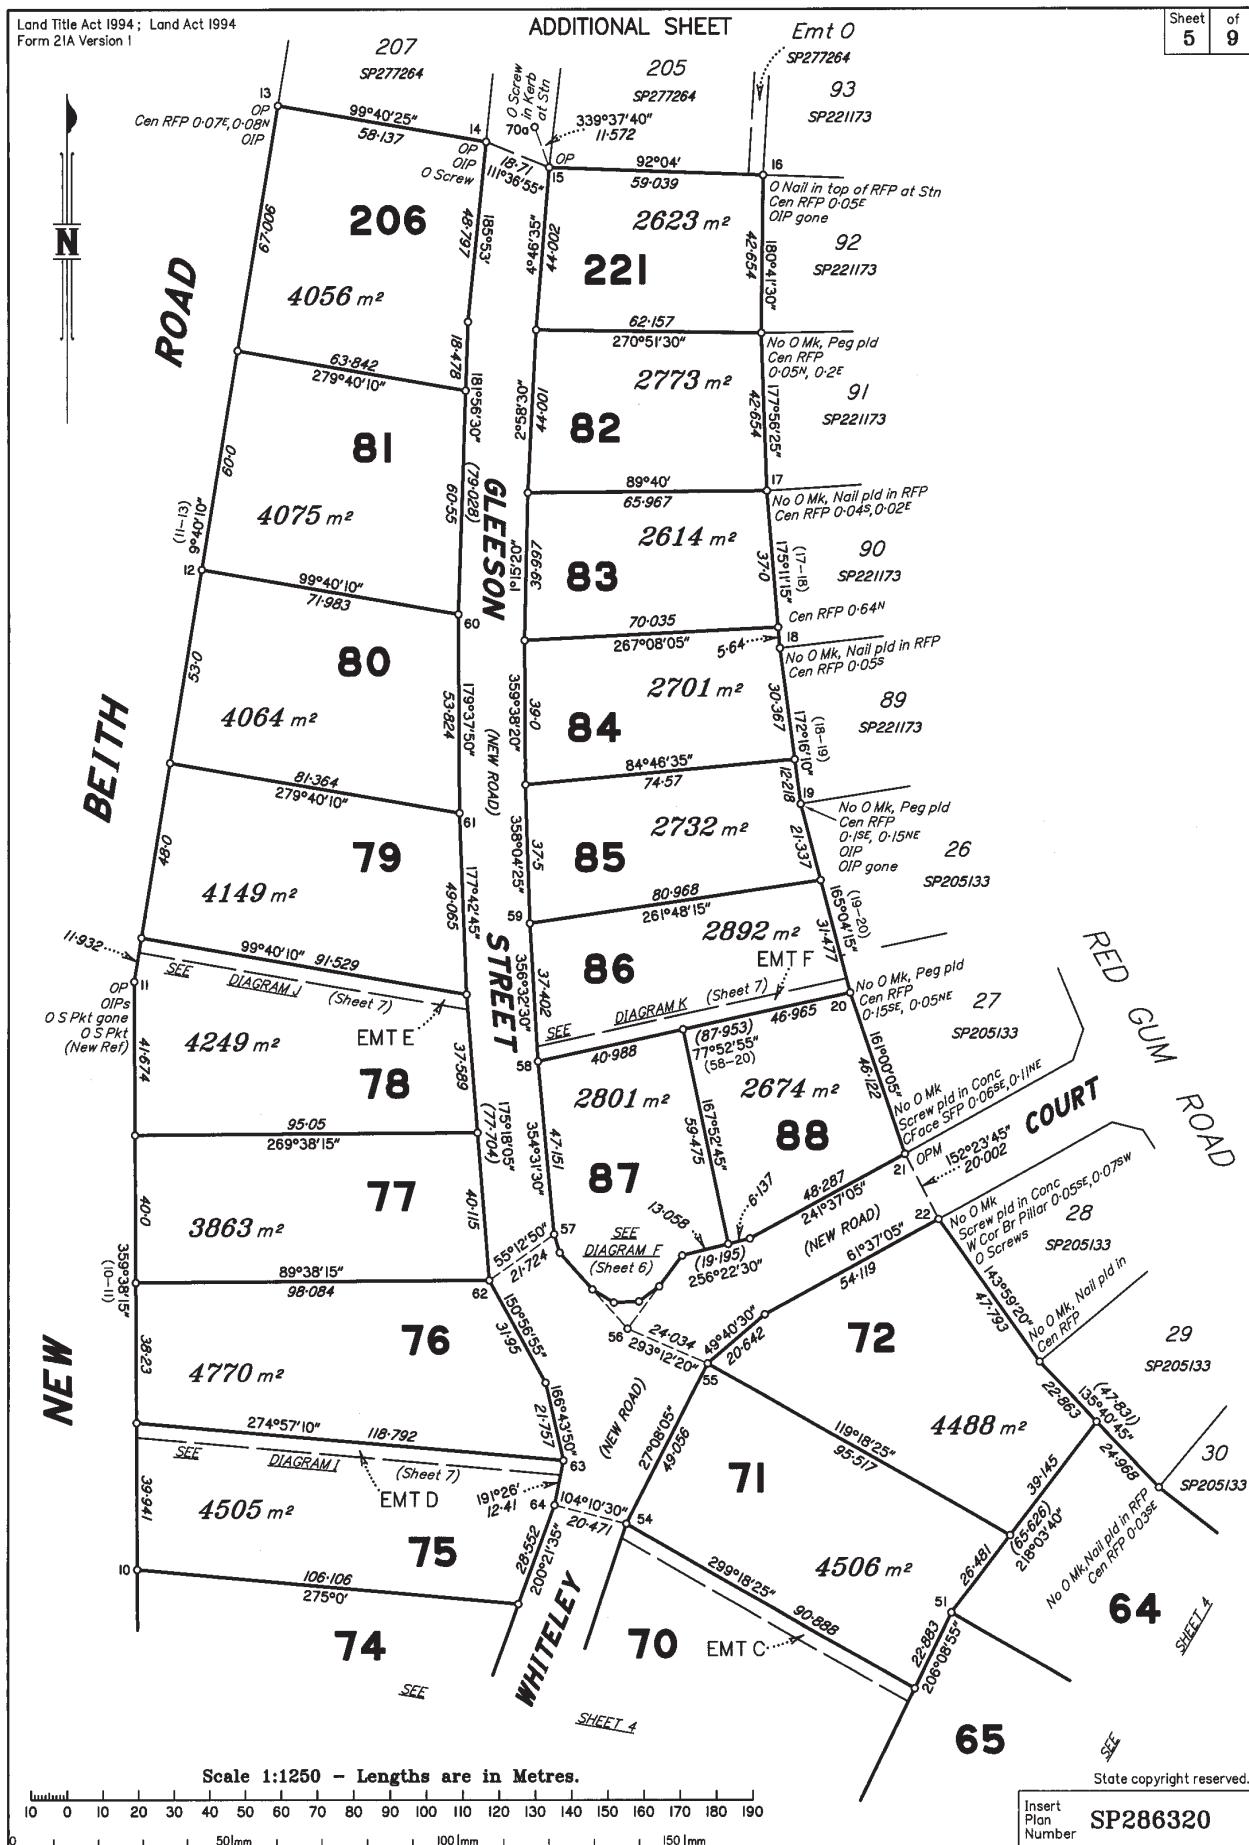 Land Title Act 1994; Land Act 1994
Form 21A Version 1
ADDITIONAL SHEET
Sheet 5 of 9
207
SP277264
205
SP277264
Emt O
SP277264
93
SP221173
O Screw
in Kerb
at Stn
70a
339°37'40"
11·572
13
OP
Cen RFP 0·07E, 0·08N
OIP
99°40'25"
58·137
14
OP
OIP
O Screw
18·71
111°36'55"
OP
15
92°04'
59·039
16
O Nail in top of RFP at Stn
Cen RFP 0·05E
OIP gone
N
67·006
206
4056 m²
185°53'
48·797
4°46'35"
44·002
2623 m²
221
180°41'30"
42·654
92
SP221173
ROAD
18·478
62·157
270°51'30"
No O Mk, Peg pld
Cen RFP
0·05N, 0·2E
63·842
279°40'10"
181°56'30"
(79·028)
60·55
2°58'30"
44·001
2773 m²
82
177°56'25"
42·654
91
SP221173
81
60·0
4075 m²
(11-13)
9°40'10"
GLEESON
89°40'
65·967
17
No O Mk, Nail pld in RFP
Cen RFP 0·04S, 0·02E
12
99°40'10"
71·983
60
1°15'20"
39·997
2614 m²
83
(17-18)
175°11'15"
37·0
90
SP221173
Cen RFP 0·64N
70·035
267°08'05"
5·64
18
No O Mk, Nail pld in RFP
Cen RFP 0·05S
53·0
80
4064 m²
179°37'50"
53·824
(NEW ROAD)
359°38'20"
39·0
2701 m²
84
30·367
172°16'10"
(18-19)
89
SP221173
BEITH
81·364
279°40'10"
61
84°46'35"
74·57
12·218
19
No O Mk, Peg pld
Cen RFP
0·1SE, 0·15NE
OIP
OIP gone
48·0
79
4149 m²
177°42'45"
49·065
358°04'25"
37·5
2732 m²
85
21·337
26
SP205133
59
80·968
261°48'15"
(19-20)
165°04'15"
31·477
11·932
99°40'10" 91·529
SEE DIAGRAM J (Sheet 7)
EMT E
STREET
356°32'30"
37·402
2892 m²
86
EMT F
SEE DIAGRAM K (Sheet 7)
20
No O Mk, Peg pld
Cen RFP
0·15SE, 0·05NE
27
SP205133
RED GUM ROAD
11
OP
OIPs
O S Pkt gone
O S Pkt
(New Ref)
41·674
4249 m²
78
37·589
58
40·988
46·965
(87·953)
77°52'55"
(58-20)
161°00'05"
46·122
2801 m²
2674 m²
88
No O Mk
Screw pld in Conc
CFace SFP 0·06SE, 0·11NE
COURT
95·05
269°38'15"
175°18'05"
(77·704)
40·115
354°31'30"
47·151
167°52'45"
59·475
87
21
OPM
152°23'45"
20·002
40·0
77
3863 m²
359°38'15"
(10-11)
57
55°12'50"
21·724
SEE
DIAGRAM F
(Sheet 6)
13·058
6·137
(19·195)
256°22'30"
48·287
241°37'05"
(NEW ROAD)
61°37'05"
54·119
22
No O Mk
Screw pld in Conc
W Cor Br Pillar 0·05SE, 0·07SW
O Screws
28
SP205133
89°38'15"
98·084
62
NEW
38·23
76
4770 m²
150°56'55"
31·95
56
24·034
293°12'20"
49°40'30"
20·642
55
72
143°59'20"
47·793
No O Mk, Nail pld in
Cen RFP
29
SP205133
274°57'10"
118·792
SEE DIAGRAM I (Sheet 7)
EMT D
166°43'50"
21·757
63
(NEW ROAD)
27°08'05"
49·056
119°18'25"
95·517
4488 m²
22·863
(47·831)
135°40'45"
24·968
30
SP205133
39·941
4505 m²
75
191°26'
12·41
64
104°10'30"
20·471
54
71
39·145
(65·626)
218°03'40"
No O Mk, Nail pld in RFP
Cen RFP 0·03SE
10
106·106
275°0'
28·552
200°21'35"
WHITELEY
299°18'25"
90·888
4506 m²
26·481
51
64
SHEET 4
74
SEE
SHEET 4
70
EMT C
22·883
206°08'55"
65
SEE
Scale 1:1250 – Lengths are in Metres.
State copyright reserved.
10 0 10 20 30 40 50 60 70 80 90 100 110 120 130 140 150 160 170 180 190
0 50mm 100mm 150mm
Insert
Plan
Number
SP286320